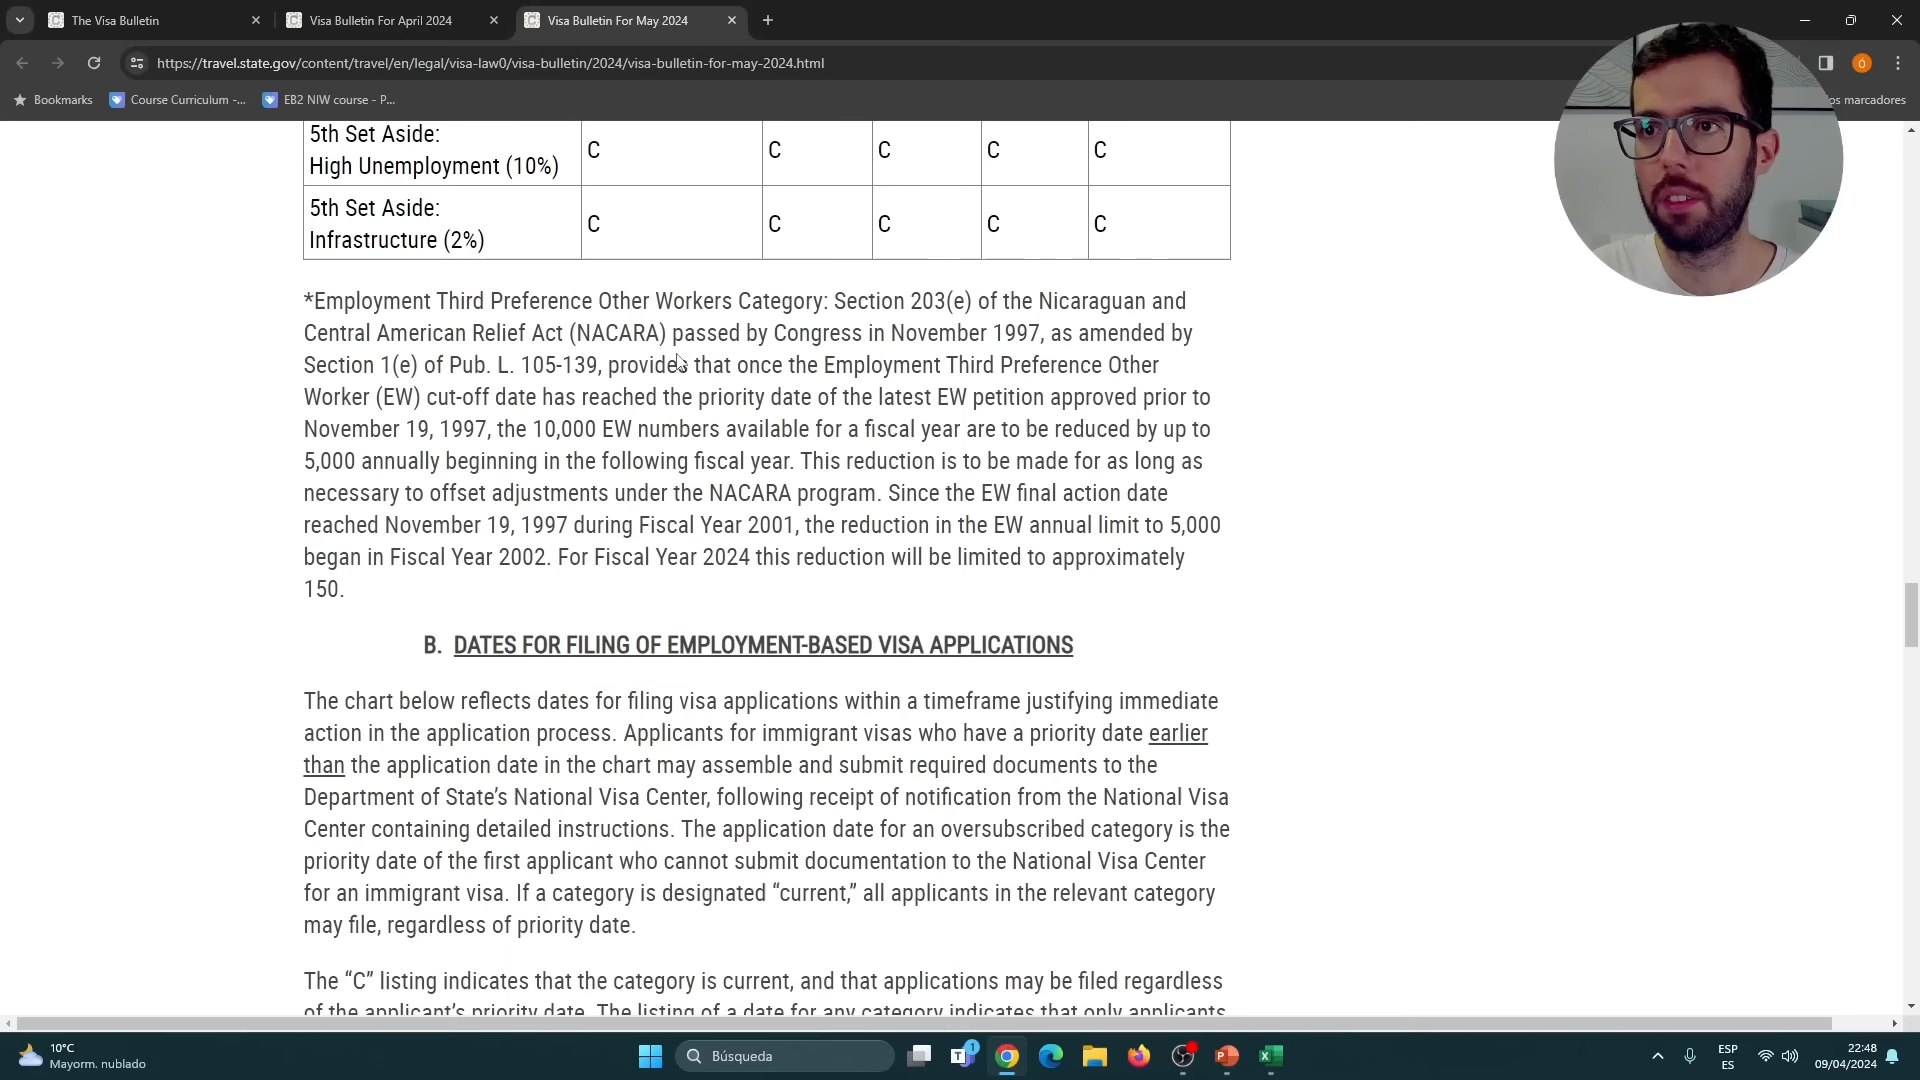 The Visa Bulletin
Visa Bulletin For April 2024
Visa Bulletin For May 2024
https://travel.state.gov/content/travel/en/legal/visa-law0/visa-bulletin/2024/visa-bulletin-for-may-2024.html
ó
Bookmarks
Course Curriculum -...
EB2 NIW course - P...
os marcadores
5th Set Aside:
High Unemployment (10%)
C C C C C
5th Set Aside:
Infrastructure (2%)
C C C C C
*Employment Third Preference Other Workers Category: Section 203(e) of the Nicaraguan and
Central American Relief Act (NACARA) passed by Congress in November 1997, as amended by
Section 1(e) of Pub. L. 105-139, provides that once the Employment Third Preference Other
Worker (EW) cut-off date has reached the priority date of the latest EW petition approved prior to
November 19, 1997, the 10,000 EW numbers available for a fiscal year are to be reduced by up to
5,000 annually beginning in the following fiscal year. This reduction is to be made for as long as
necessary to offset adjustments under the NACARA program. Since the EW final action date
reached November 19, 1997 during Fiscal Year 2001, the reduction in the EW annual limit to 5,000
began in Fiscal Year 2002. For Fiscal Year 2024 this reduction will be limited to approximately
150.
B. DATES FOR FILING OF EMPLOYMENT-BASED VISA APPLICATIONS
The chart below reflects dates for filing visa applications within a timeframe justifying immediate
action in the application process. Applicants for immigrant visas who have a priority date earlier
than the application date in the chart may assemble and submit required documents to the
Department of State’s National Visa Center, following receipt of notification from the National Visa
Center containing detailed instructions. The application date for an oversubscribed category is the
priority date of the first applicant who cannot submit documentation to the National Visa Center
for an immigrant visa. If a category is designated “current,” all applicants in the relevant category
may file, regardless of priority date.
The “C” listing indicates that the category is current, and that applications may be filed regardless
of the applicant’s priority date. The listing of a date for any category indicates that only applicants
10°C
Mayorm. nublado
Búsqueda
1
ESP
ES
22:48
09/04/2024